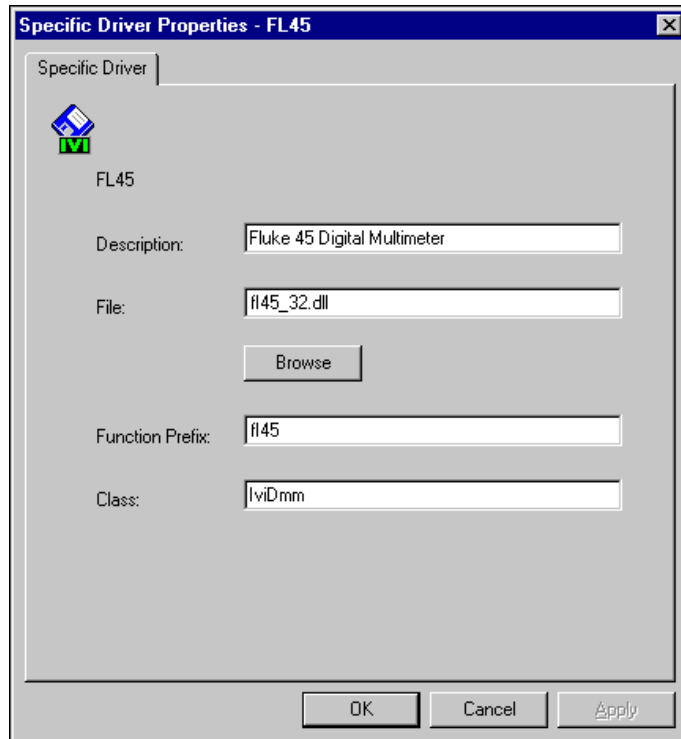 Specific Driver Properties - FL45
Specific Driver
IVI
FL45
Description: Fluke 45 Digital Multimeter
File: fl45_32.dll
Browse
Function Prefix: fl45
Class: IviDmm
OK Cancel Apply